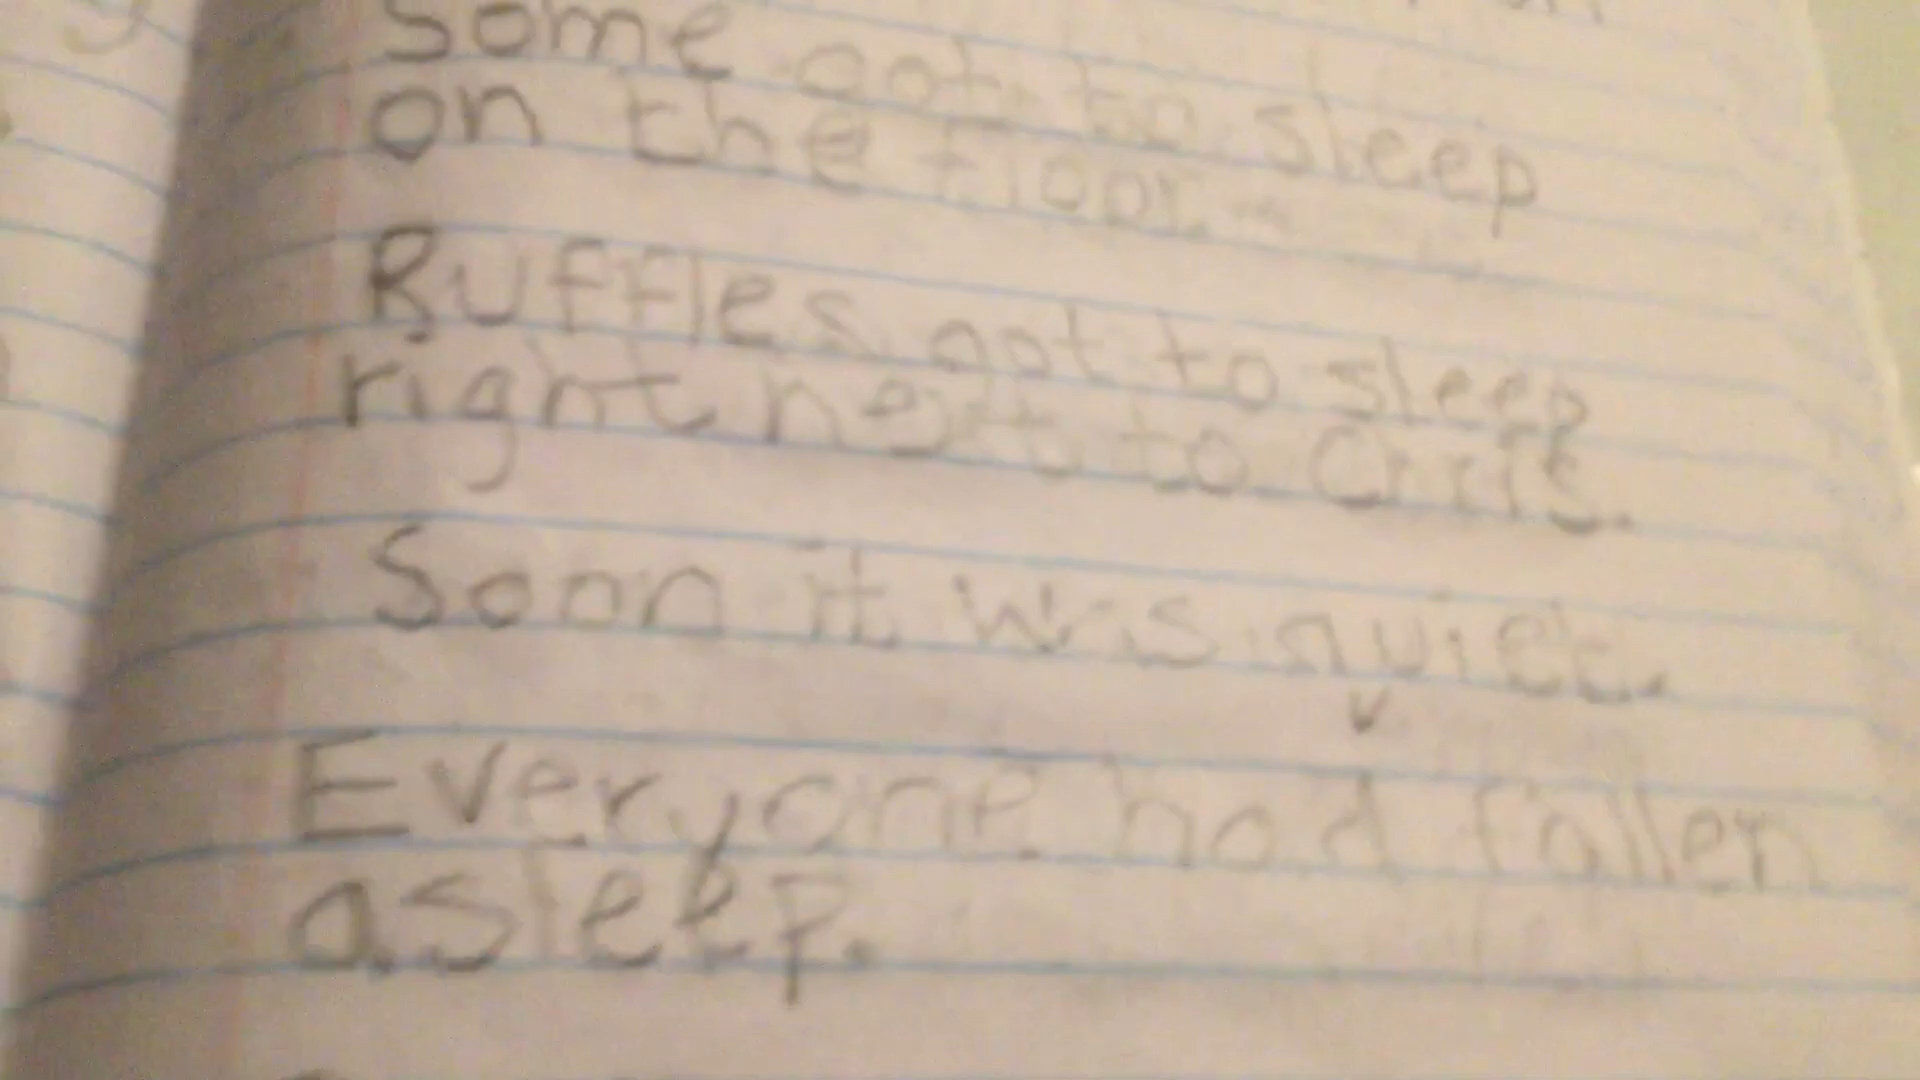 Some got to sleep
on the floor.
Ruffles got to sleep
right next to Cris.
Soon it was quiet.
Everyone had fallen
asleep.